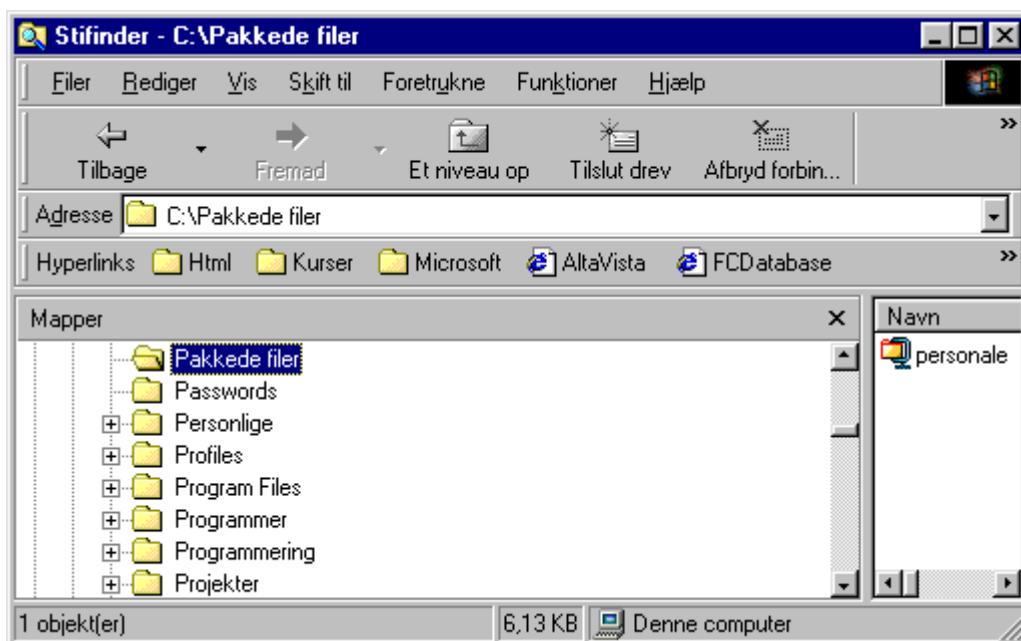 Stifinder - C:\Pakkede filer
Filer Rediger Vis Skift til Foretrukne Funktioner Hjælp
Tilbage Fremad Et niveau op Tilslut drev Afbryd forbin... »
Adresse C:\Pakkede filer
Hyperlinks Html Kurser Microsoft AltaVista FCDatabase »
Mapper Navn
Pakkede filer personale
Passwords
Personlige
Profiles
Program Files
Programmer
Programmering
Projekter
1 objekt(er) 6,13 KB Denne computer